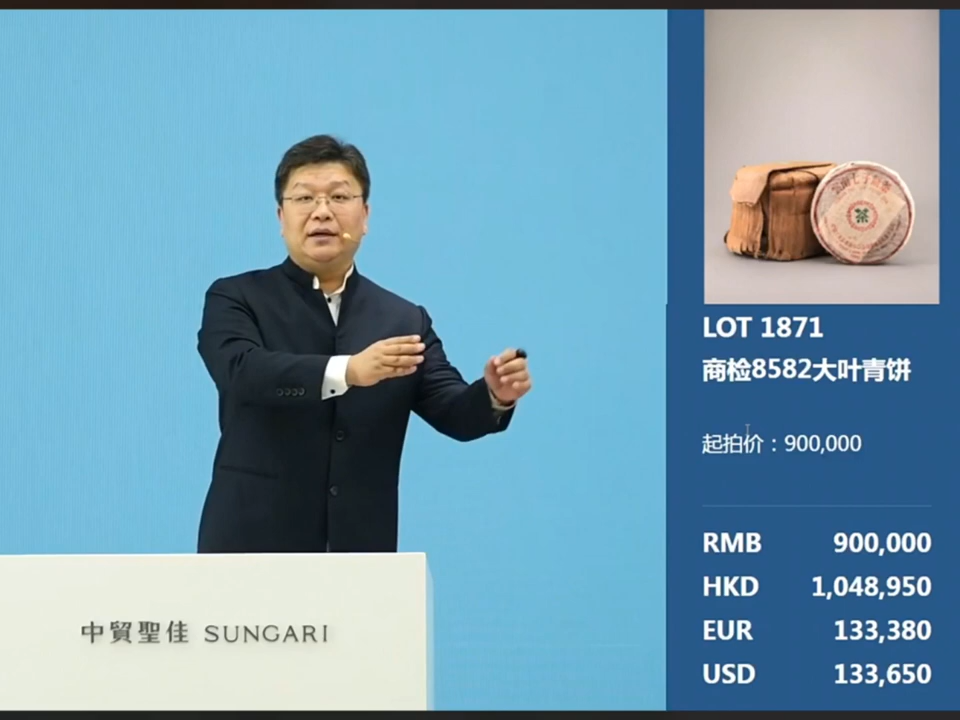 中貿聖佳 SUNGARI
茶
LOT 1871
商检8582大叶青饼
起拍价：900,000
RMB 900,000
HKD 1,048,950
EUR 133,380
USD 133,650